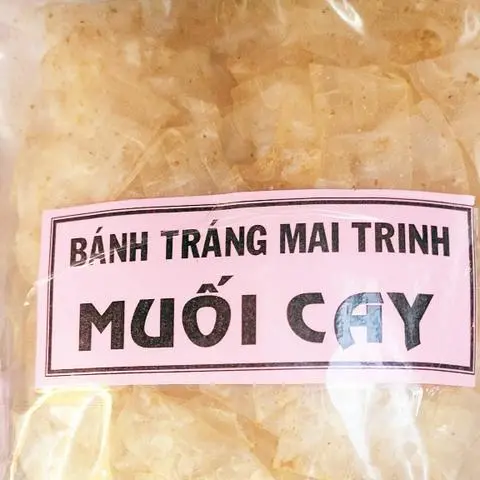 BÁNH TRÁNG MAI TRINH
MUỐI CAY